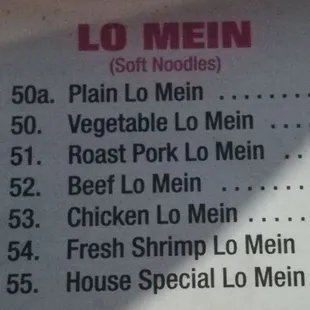 LO MEIN
(Soft Noodles)
50a. Plain Lo Mein ........
50. Vegetable Lo Mein ....
51. Roast Pork Lo Mein ..
52. Beef Lo Mein .......
53. Chicken Lo Mein .....
54. Fresh Shrimp Lo Mein
55. House Special Lo Mein